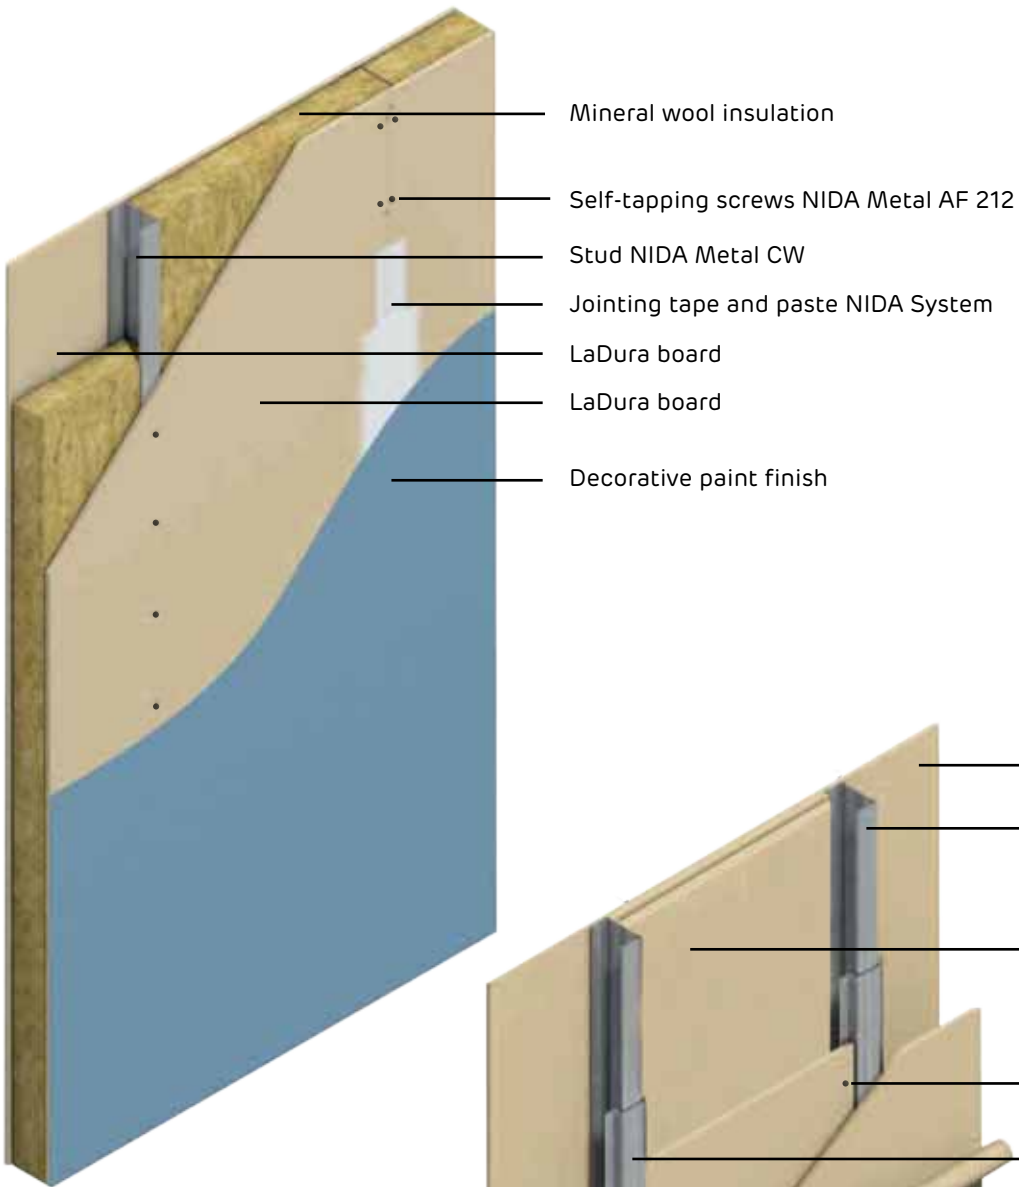 Mineral wool insulation
Self-tapping screws NIDA Metal AF 212
Stud NIDA Metal CW
Jointing tape and paste NIDA System
LaDura board
LaDura board
Decorative paint finish